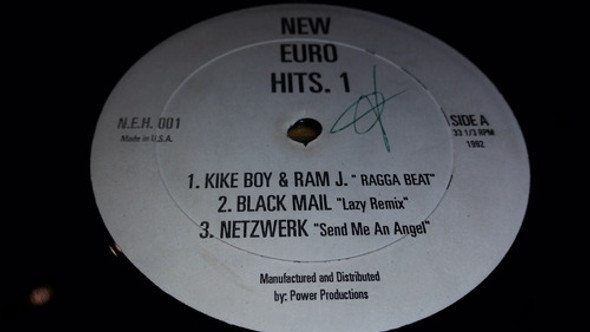 NEW
EURO
HITS. 1
N.E.H. 001
Made in U.S.A.
SIDE A
33 1/3 RPM
1992
1. KIKE BOY & RAM J. " RAGGA BEAT"
2. BLACK MAIL "Lazy Remix"
3. NETZWERK "Send Me An Angel"
Manufactured and Distributed
by: Power Productions